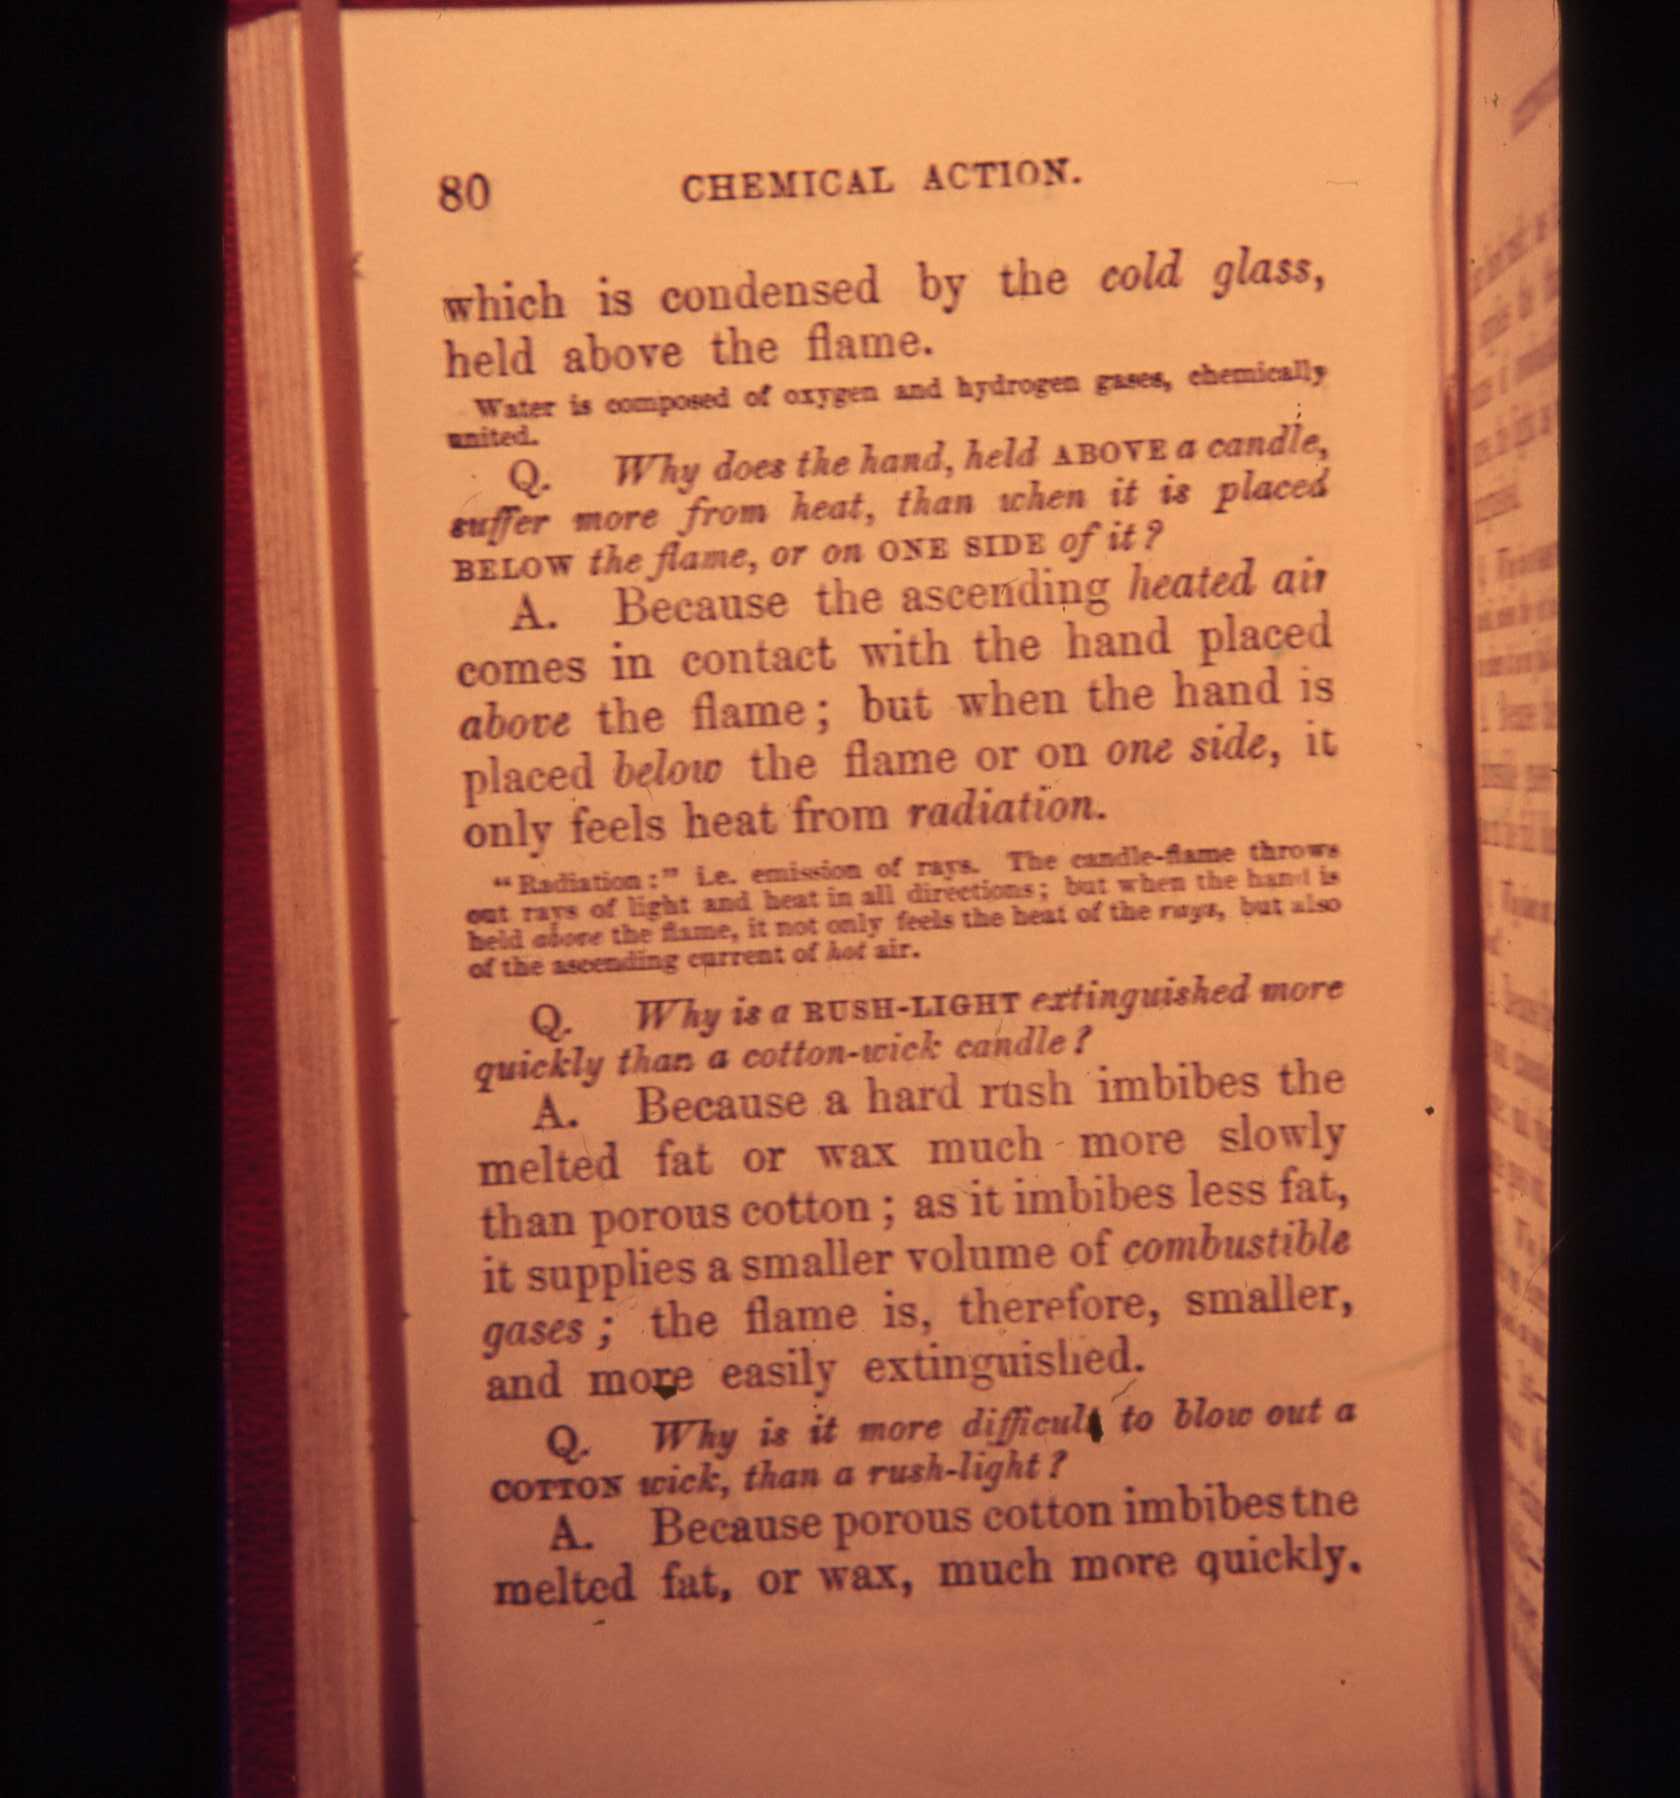 80 CHEMICAL ACTION.
which is condensed by the cold glass,
held above the flame.
Water is composed of oxygen and hydrogen gases, chemically
united.
Q. Why does the hand, held ABOVE a candle,
suffer more from heat, than when it is placed
BELOW the flame, or on ONE SIDE of it?
A. Because the ascending heated air
comes in contact with the hand placed
above the flame; but when the hand is
placed below the flame or on one side, it
only feels heat from radiation.
"Radiation:" i.e. emission of rays. The candle-flame throws
out rays of light and heat in all directions; but when the hand is
held above the flame, it not only feels the heat of the rays, but also
of the ascending current of hot air.
Q. Why is a RUSH-LIGHT extinguished more
quickly than a cotton-wick candle?
A. Because a hard rush imbibes the
melted fat or wax much more slowly
than porous cotton; as it imbibes less fat,
it supplies a smaller volume of combustible
gases; the flame is, therefore, smaller,
and more easily extinguished.
Q. Why is it more difficult to blow out a
COTTON wick, than a rush-light?
A. Because porous cotton imbibes the
melted fat, or wax, much more quickly.